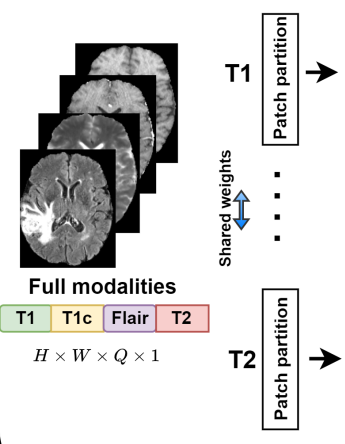 T1
Patch partition
Shared weights
Full modalities
T1 T1c Flair T2
H × W × Q × 1
T2
Patch partition